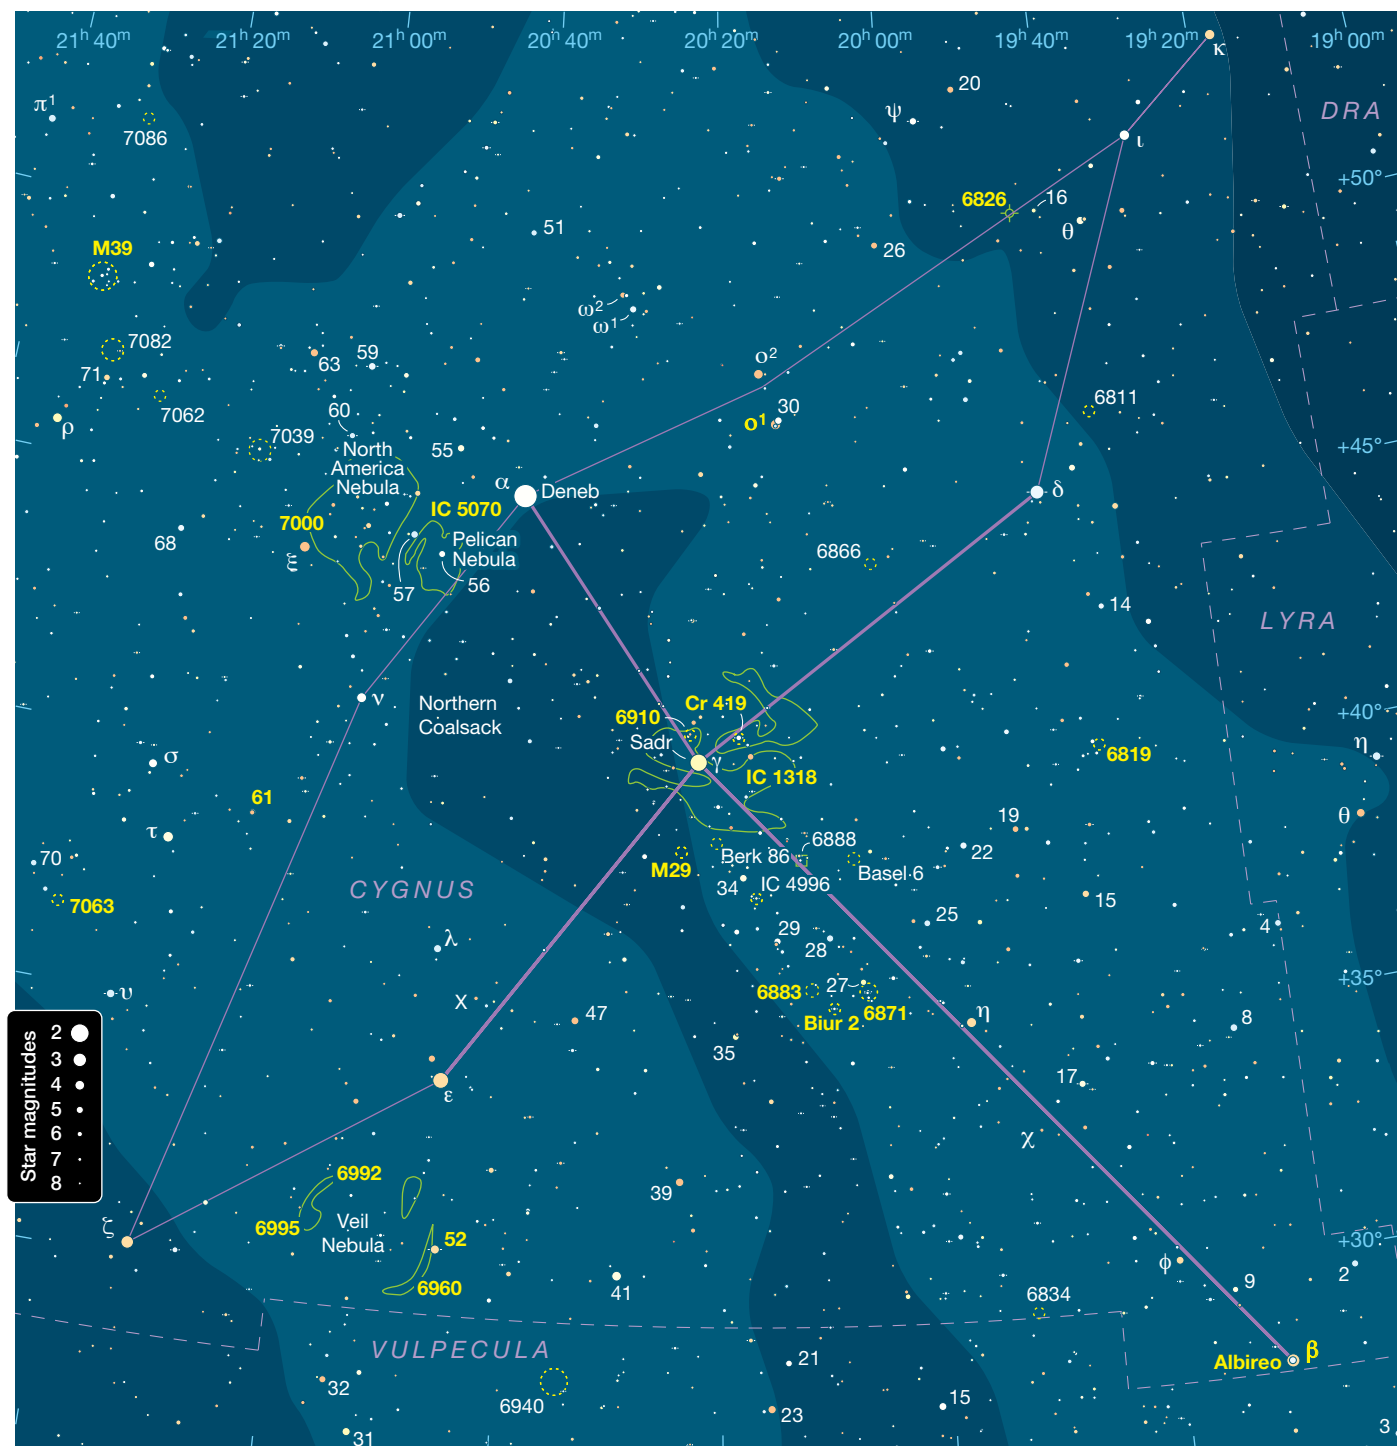 21h 40m
21h 20m
21h 00m
20h 40m
20h 20m
20h 00m
19h 40m
19h 20m
19h 00m
κ
20
π1
ψ
DRA
7086
ι
+50°
6826
16
θ
51
26
M39
ω2
ω1
7082
63
59
ο2
71
6811
7062
60
ο1
30
ρ
7039
North
America
Nebula
55
+45°
α
Deneb
δ
7000
IC 5070
68
ξ
Pelican
Nebula
6866
57
56
14
LYRA
ν
Northern
Coalsack
Cr 419
6910
+40°
Sadr
γ
6819
η
σ
IC 1318
61
τ
19
θ
6888
22
70
M29
Berk 86
Basel 6
CYGNUS
34
IC 4996
15
7063
25
4
29
λ
28
+35°
υ
X
6883
27
6871
47
Biur 2
η
8
35
17
ε
χ
Star magnitudes
2
3
4
5
6
7
8
6992
39
6995
Veil
Nebula
52
ζ
+30°
φ
2
6960
9
41
6834
VULPECULA
21
Albireo
β
32
6940
15
23
31
3